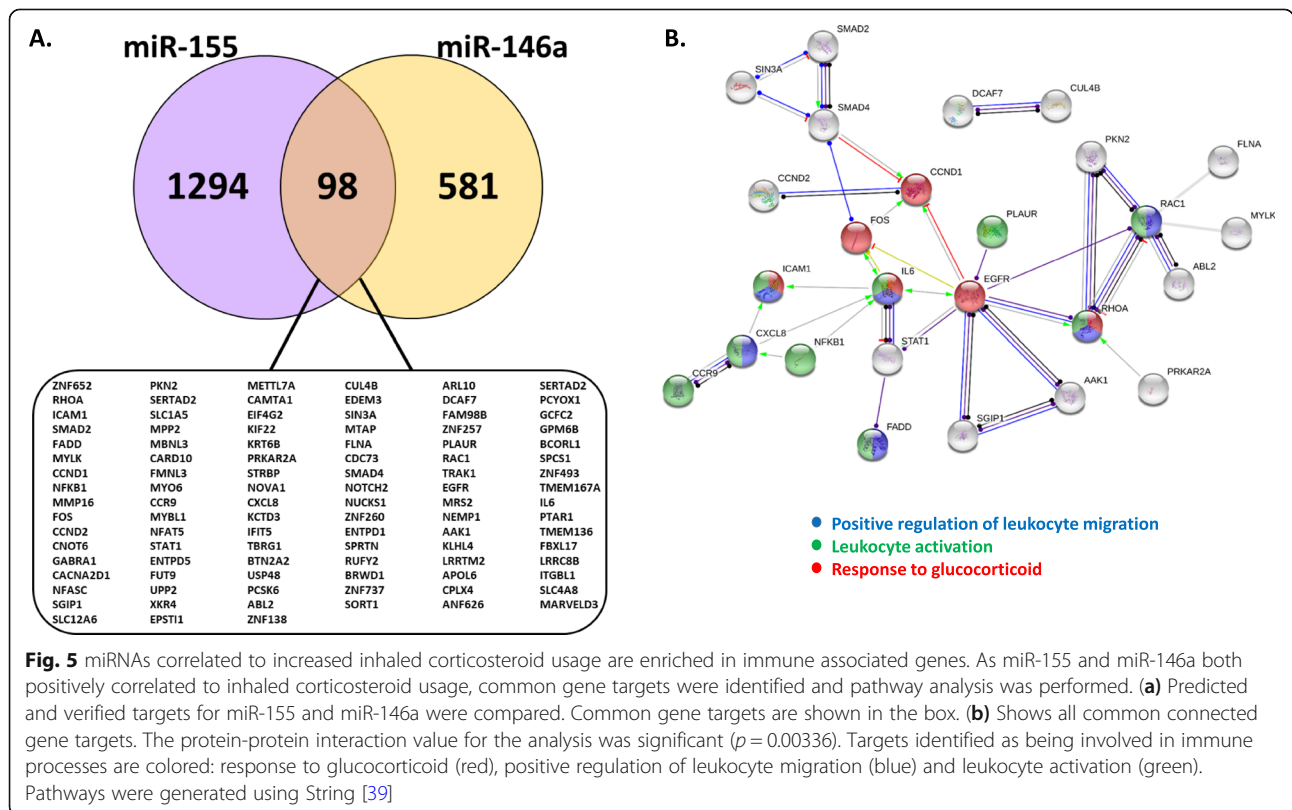 A.
miR-155
miR-146a
1294
98
581
ZNF652 PKN2 METTL7A CUL4B ARL10 SERTAD2
RHOA SERTAD2 CAMTA1 EDEM3 DCAF7 PCYOX1
ICAM1 SLC1A5 EIF4G2 SIN3A FAM98B GCFC2
SMAD2 MPP2 KIF22 MTAP ZNF257 GPM6B
FADD MBNL3 KRT6B FLNA PLAUR BCORL1
MYLK CARD10 PRKAR2A CDC73 RAC1 SPCS1
CCND1 FMNL3 STRBP SMAD4 TRAK1 ZNF493
NFKB1 MYO6 NOVA1 NOTCH2 EGFR TMEM167A
MMP16 CCR9 CXCL8 NUCKS1 MRS2 IL6
FOS MYBL1 KCTD3 ZNF260 NEMP1 PTAR1
CCND2 NFAT5 IFIT5 ENTPD1 AAK1 TMEM136
CNOT6 STAT1 TBRG1 SPRTN KLHL4 FBXL17
GABRA1 ENTPD5 BTN2A2 RUFY2 LRRTM2 LRRC8B
CACNA2D1 FUT9 USP48 BRWD1 APOL6 ITGBL1
NFASC UPP2 PCSK6 ZNF737 CPLX4 SLC4A8
SGIP1 XKR4 ABL2 SORT1 ANF626 MARVELD3
SLC12A6 EPSTI1 ZNF138
B.
SMAD2
SIN3A
SMAD4
DCAF7
CUL4B
PKN2
FLNA
CCND2
CCND1
RAC1
MYLK
FOS
PLAUR
ABL2
ICAM1
IL6
EGFR
RHOA
CXCL8
NFKB1
STAT1
CCR9
PRKAR2A
AAK1
SGIP1
FADD
Positive regulation of leukocyte migration
Leukocyte activation
Response to glucocorticoid
Fig. 5 miRNAs correlated to increased inhaled corticosteroid usage are enriched in immune associated genes. As miR-155 and miR-146a both
positively correlated to inhaled corticosteroid usage, common gene targets were identified and pathway analysis was performed. (a) Predicted
and verified targets for miR-155 and miR-146a were compared. Common gene targets are shown in the box. (b) Shows all common connected
gene targets. The protein-protein interaction value for the analysis was significant (p = 0.00336). Targets identified as being involved in immune
processes are colored: response to glucocorticoid (red), positive regulation of leukocyte migration (blue) and leukocyte activation (green).
Pathways were generated using String [39]